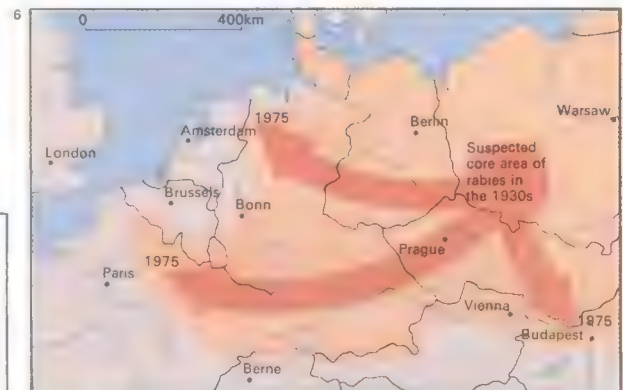 6
0 400km
Warsaw
1975
Amsterdam
Berlin
London
Suspected
core area of
rabies in
the 1930s
Brussels
Bonn
Prague
1975
Paris
Vienna
1975
Budapest
Berne